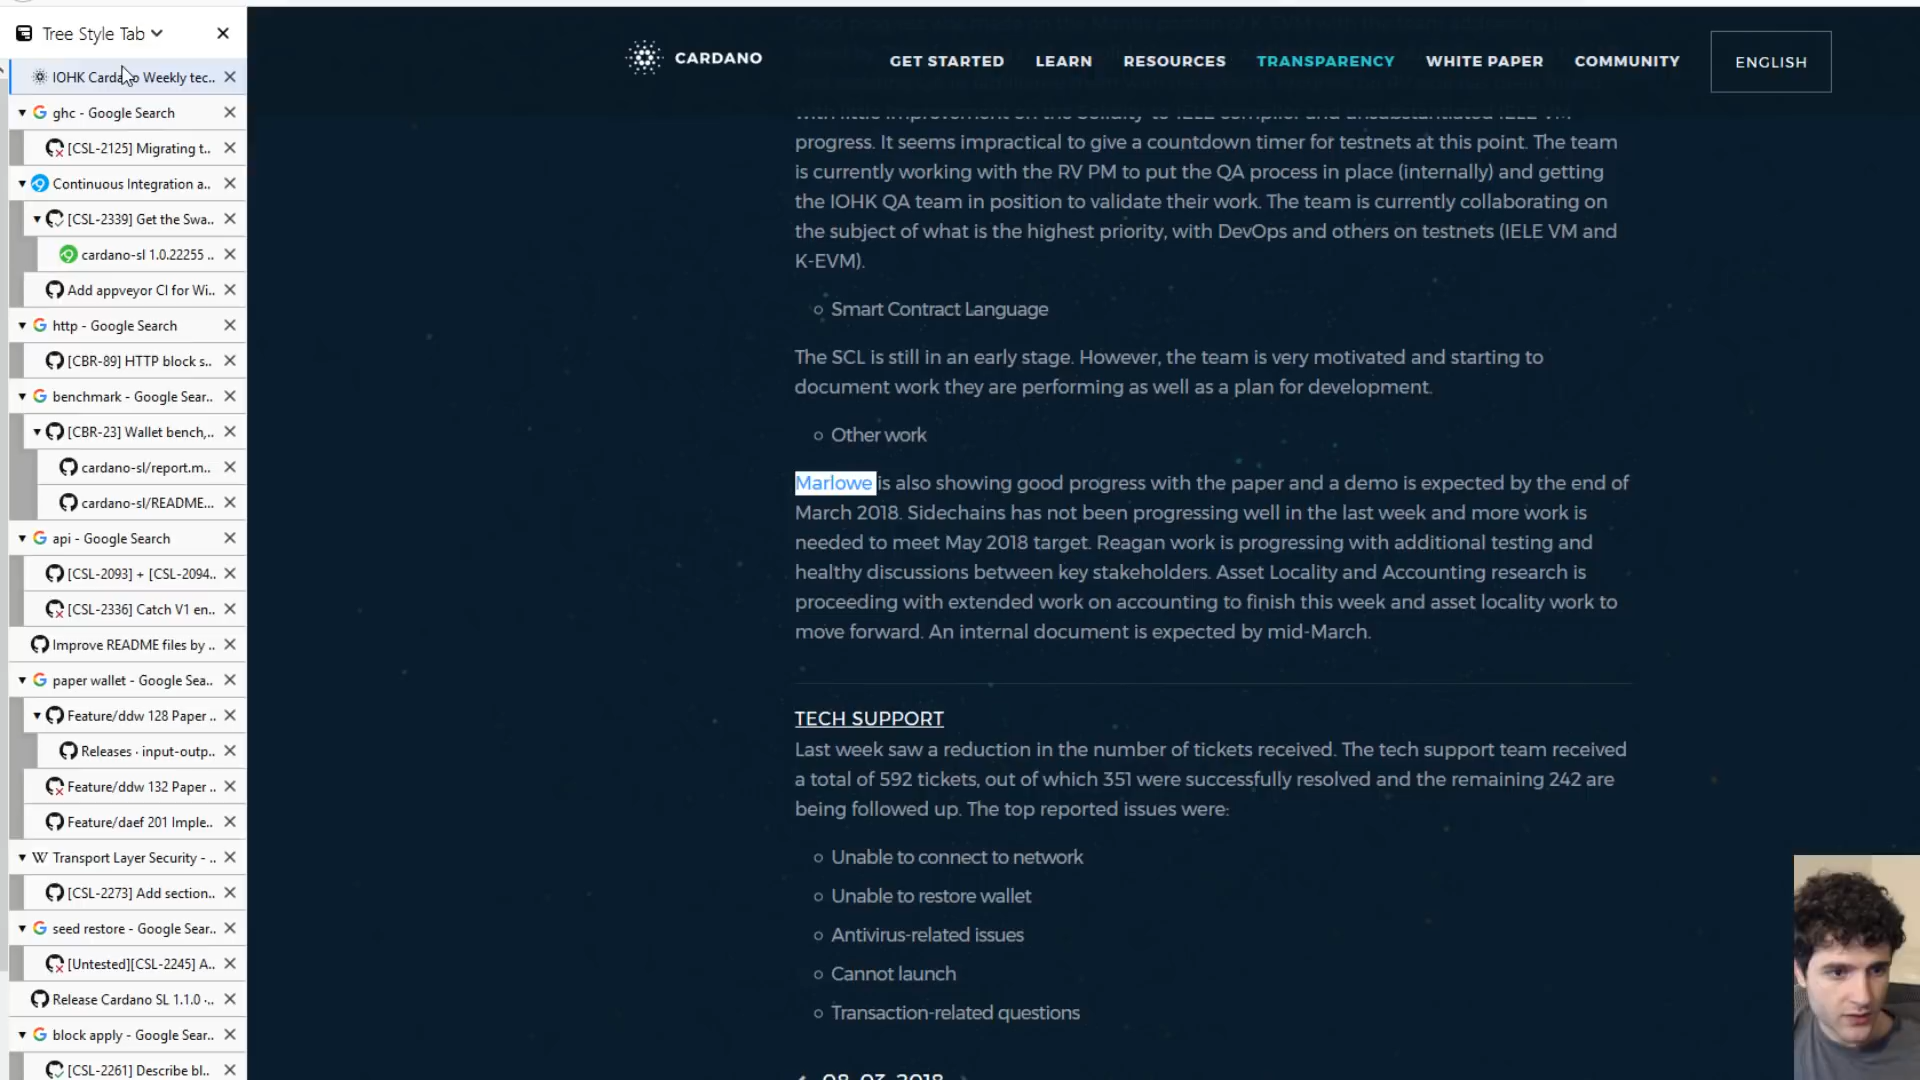 Tree Style Tab
IOHK Cardano Weekly tec..
ghc - Google Search
[CSL-2125] Migrating t..
Continuous Integration a..
[CSL-2339] Get the Swa..
cardano-sl 1.0.22255 ..
Add appveyor CI for Wi..
http - Google Search
[CBR-89] HTTP block s..
benchmark - Google Sear..
[CBR-23] Wallet bench,..
cardano-sl/report.m..
cardano-sl/README...
api - Google Search
[CSL-2093] + [CSL-2094..
[CSL-2336] Catch V1 en..
Improve README files by ..
paper wallet - Google Sea..
Feature/ddw 128 Paper ..
Releases · input-outp..
Feature/ddw 132 Paper ..
Feature/daef 201 Imple..
Transport Layer Security - ..
[CSL-2273] Add section..
seed restore - Google Sear..
[Untested][CSL-2245] A..
Release Cardano SL 1.1.0 ·..
block apply - Google Sear..
[CSL-2261] Describe bl..
CARDANO
GET STARTED LEARN RESOURCES TRANSPARENCY WHITE PAPER COMMUNITY ENGLISH
with little improvement on the Solidity to IELE compiler and unsubstantiated IELE VM
progress. It seems impractical to give a countdown timer for testnets at this point. The team
is currently working with the RV PM to put the QA process in place (internally) and getting
the IOHK QA team in position to validate their work. The team is currently collaborating on
the subject of what is the highest priority, with DevOps and others on testnets (IELE VM and
K-EVM).
Smart Contract Language
The SCL is still in an early stage. However, the team is very motivated and starting to
document work they are performing as well as a plan for development.
Other work
Marlowe is also showing good progress with the paper and a demo is expected by the end of
March 2018. Sidechains has not been progressing well in the last week and more work is
needed to meet May 2018 target. Reagan work is progressing with additional testing and
healthy discussions between key stakeholders. Asset Locality and Accounting research is
proceeding with extended work on accounting to finish this week and asset locality work to
move forward. An internal document is expected by mid-March.
TECH SUPPORT
Last week saw a reduction in the number of tickets received. The tech support team received
a total of 592 tickets, out of which 351 were successfully resolved and the remaining 242 are
being followed up. The top reported issues were:
Unable to connect to network
Unable to restore wallet
Antivirus-related issues
Cannot launch
Transaction-related questions
08-03-2018